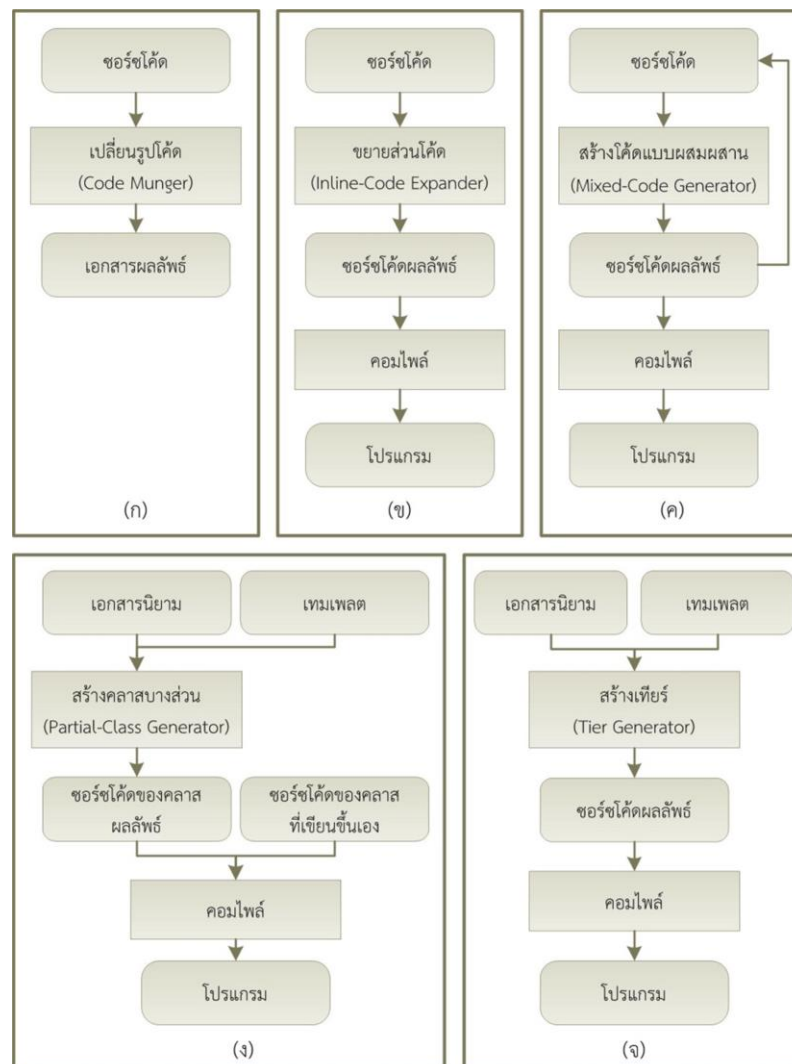 ซอร์ซโค้ด
เปลี่ยนรูปโค้ด
(Code Munger)
เอกสารผลลัพธ์
(ก)
ซอร์ซโค้ด
ขยายส่วนโค้ด
(Inline-Code Expander)
ซอร์ซโค้ดผลลัพธ์
คอมไพล์
โปรแกรม
(ข)
ซอร์ซโค้ด
สร้างโค้ดแบบผสมผสาน
(Mixed-Code Generator)
ซอร์ซโค้ดผลลัพธ์
คอมไพล์
โปรแกรม
(ค)
เอกสารนิยาม
เทมเพลต
สร้างคลาสบางส่วน
(Partial-Class Generator)
ซอร์ซโค้ดของคลาส
ผลลัพธ์
ซอร์ซโค้ดของคลาส
ที่เขียนขึ้นเอง
คอมไพล์
โปรแกรม
(ง)
เอกสารนิยาม
เทมเพลต
สร้างเทียร์
(Tier Generator)
ซอร์ซโค้ดผลลัพธ์
คอมไพล์
โปรแกรม
(จ)